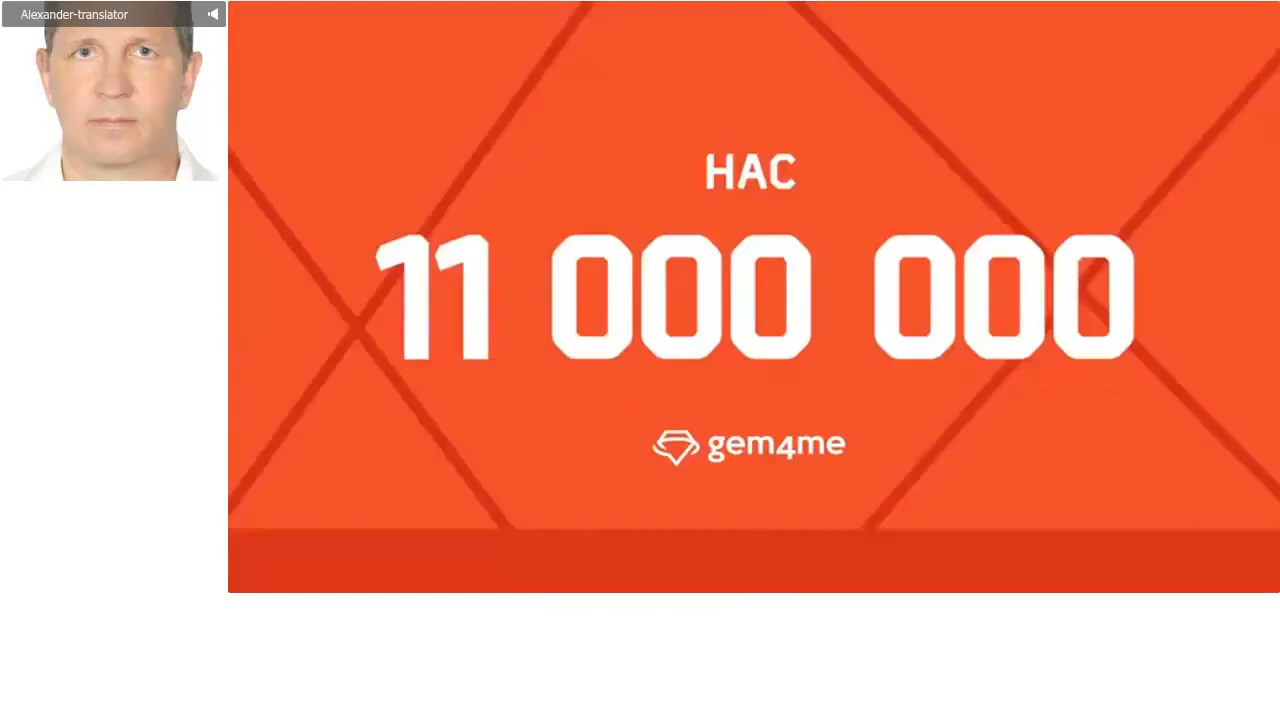 Alexander-translator
НАС
11 000 000
gem4me